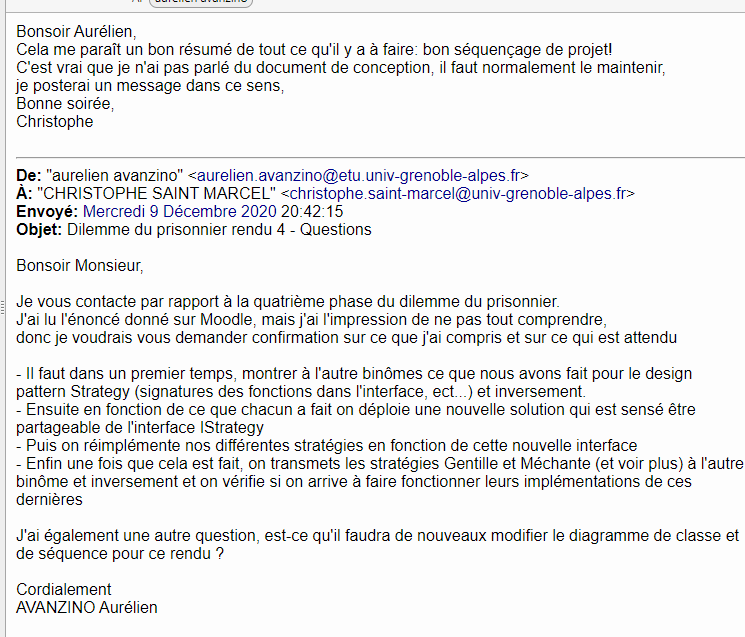 aurelien avanzino
Bonsoir Aurélien,
Cela me paraît un bon résumé de tout ce qu'il y a à faire: bon séquençage de projet!
C'est vrai que je n'ai pas parlé du document de conception, il faut normalement le maintenir,
je posterai un message dans ce sens,
Bonne soirée,
Christophe
De: "aurelien avanzino" <aurelien.avanzino@etu.univ-grenoble-alpes.fr>
À: "CHRISTOPHE SAINT MARCEL" <christophe.saint-marcel@univ-grenoble-alpes.fr>
Envoyé: Mercredi 9 Décembre 2020 20:42:15
Objet: Dilemme du prisonnier rendu 4 - Questions
Bonsoir Monsieur,
Je vous contacte par rapport à la quatrième phase du dilemme du prisonnier.
J'ai lu l'énoncé donné sur Moodle, mais j'ai l'impression de ne pas tout comprendre,
donc je voudrais vous demander confirmation sur ce que j'ai compris et sur ce qui est attendu
- Il faut dans un premier temps, montrer à l'autre binômes ce que nous avons fait pour le design
pattern Strategy (signatures des fonctions dans l'interface, ect...) et inversement.
- Ensuite en fonction de ce que chacun a fait on déploie une nouvelle solution qui est sensé être
partageable de l'interface IStrategy
- Puis on réimplémente nos différentes stratégies en fonction de cette nouvelle interface
- Enfin une fois que cela est fait, on transmets les stratégies Gentille et Méchante (et voir plus) à l'autre
binôme et inversement et on vérifie si on arrive à faire fonctionner leurs implémentations de ces
dernières
J'ai également une autre question, est-ce qu'il faudra de nouveaux modifier le diagramme de classe et
de séquence pour ce rendu ?
Cordialement
AVANZINO Aurélien